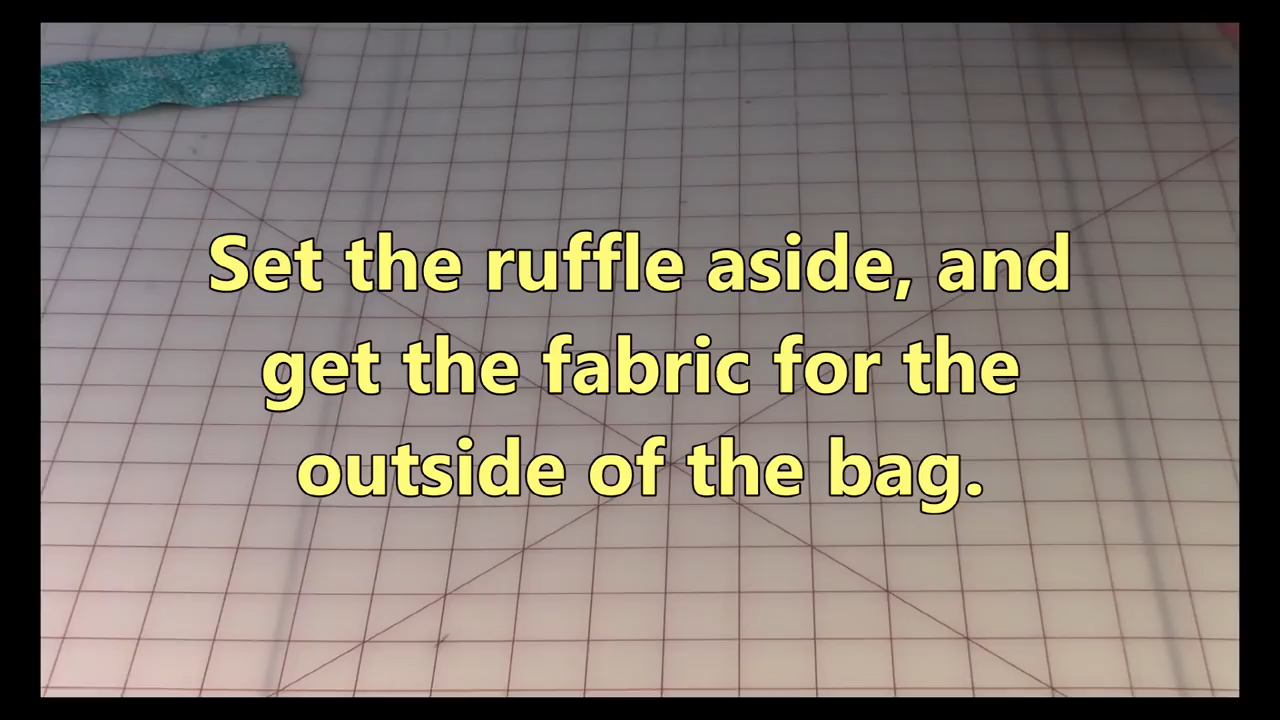 Set the ruffle aside, and
get the fabric for the
outside of the bag.